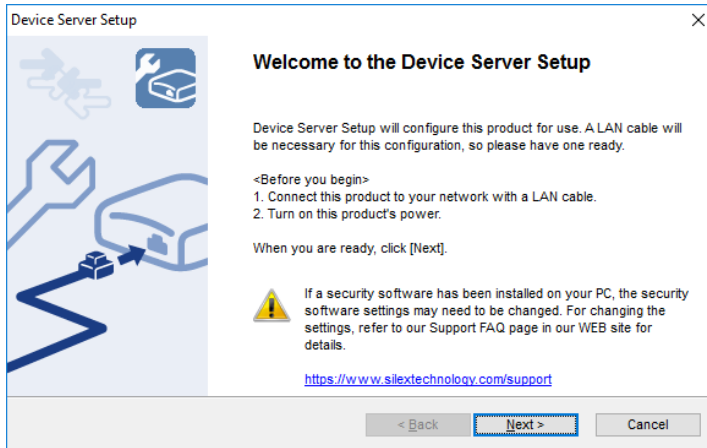 Device Server Setup
Welcome to the Device Server Setup
Device Server Setup will configure this product for use. A LAN cable will
be necessary for this configuration, so please have one ready.
<Before you begin>
1. Connect this product to your network with a LAN cable.
2. Turn on this product's power.
When you are ready, click [Next].
If a security software has been installed on your PC, the security
software settings may need to be changed. For changing the
settings, refer to our Support FAQ page in our WEB site for
details.
https://www.silextechnology.com/support
< Back
Next >
Cancel